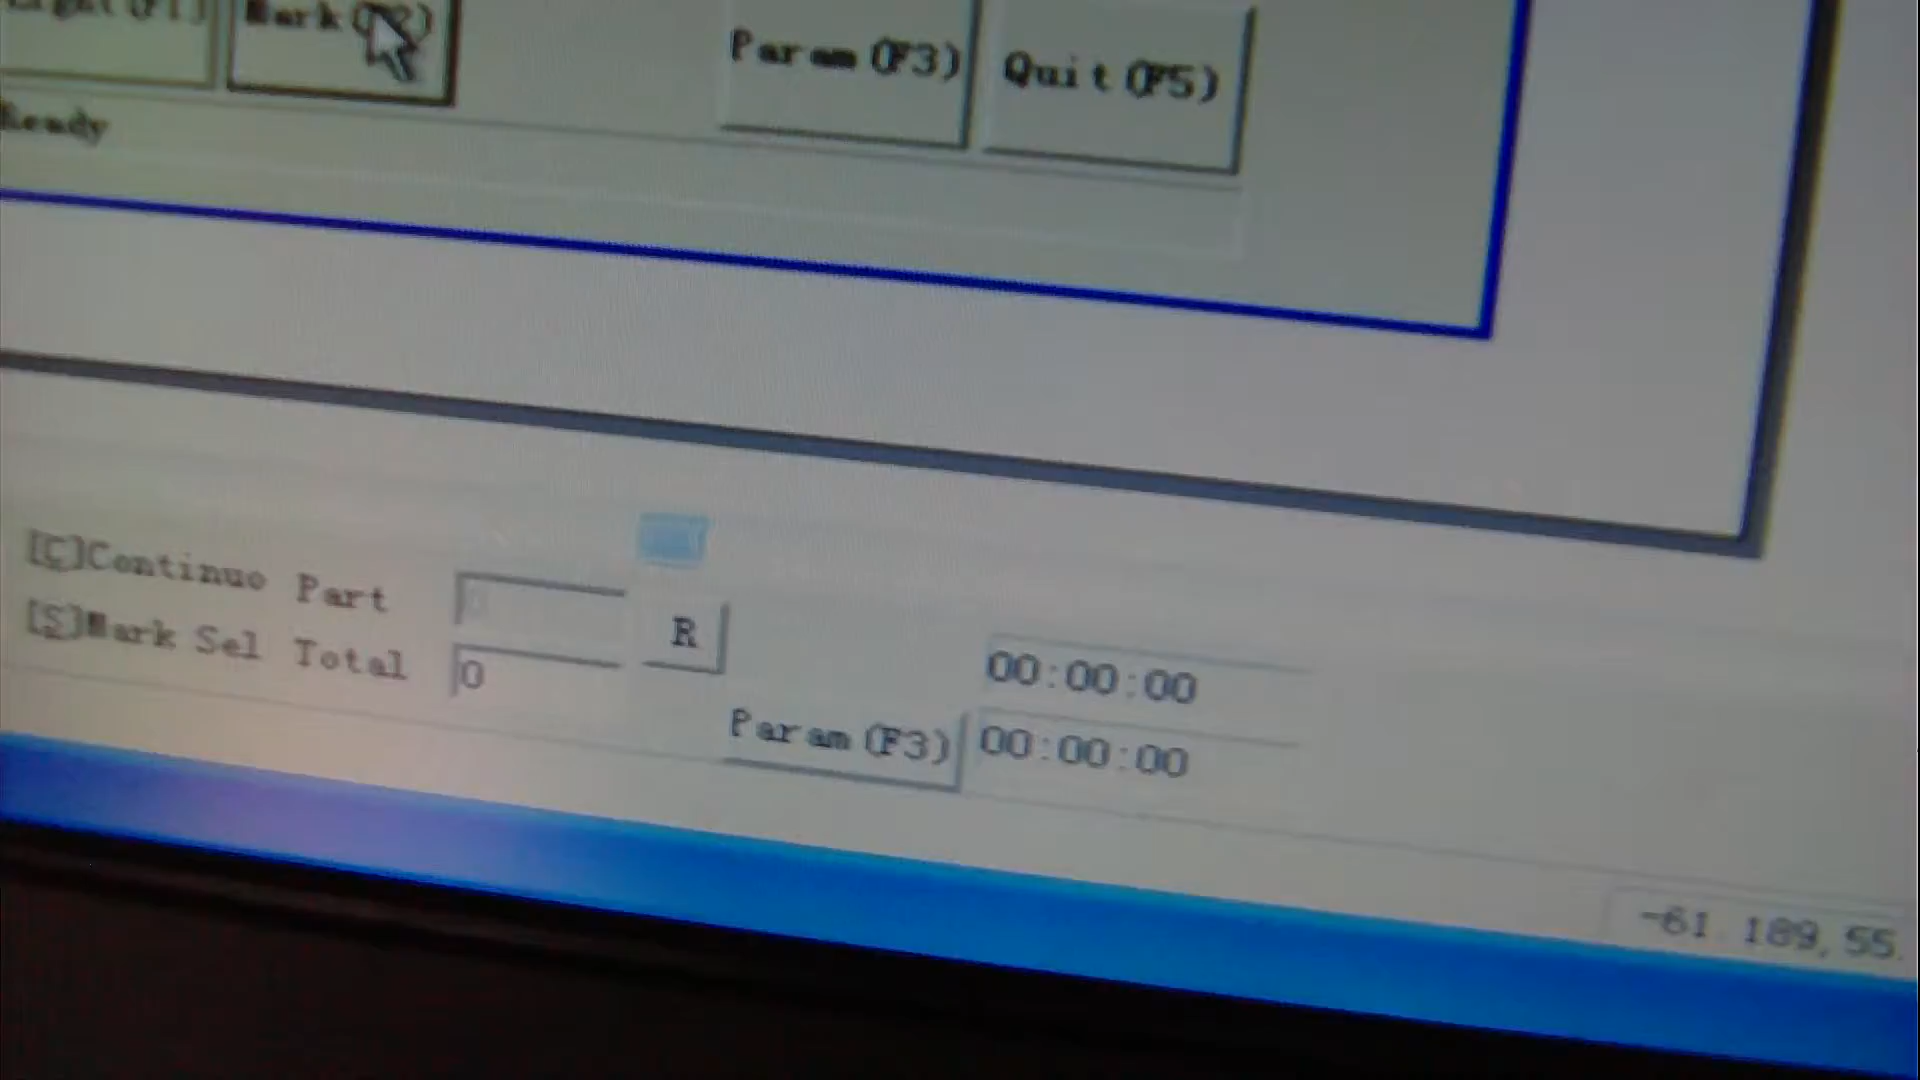 Mark (F2)
Param (F3)
Quit (F5)
Ready
[C]Continuo
Part
R
[S]Mark Sel
Total
0
00:00:00
Param (F3)
00:00:00
-61.189,55.